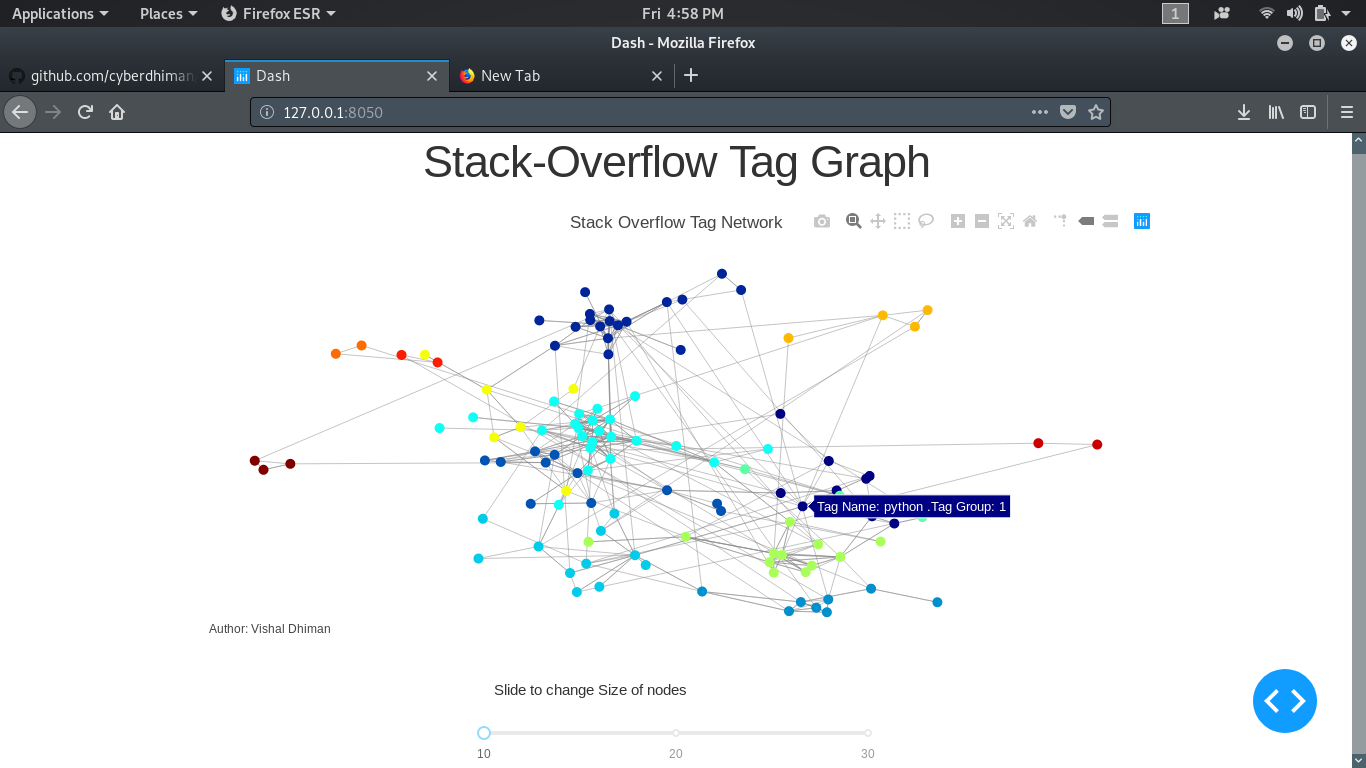 Applications Places Firefox ESR Fri 4:58 PM 1
Dash - Mozilla Firefox
github.com/cyberdhiman Dash New Tab
127.0.0.1:8050
Stack-Overflow Tag Graph
Stack Overflow Tag Network
Tag Name: python .Tag Group: 1
Author: Vishal Dhiman
Slide to change Size of nodes
10 20 30